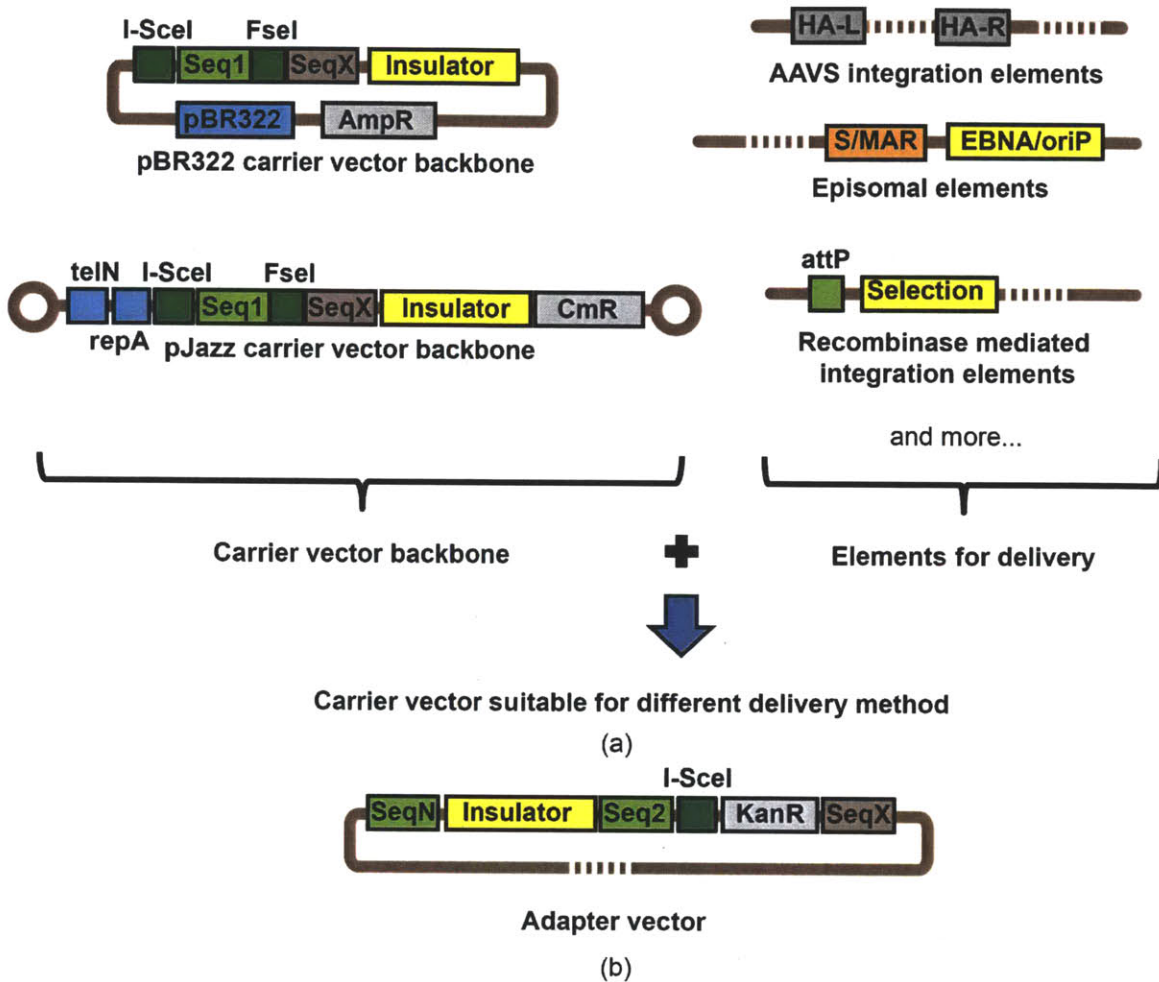 I-SceI FseI
Seq1 SeqX Insulator
pBR322 AmpR
pBR322 carrier vector backbone
HA-L HA-R
AAVS integration elements
S/MAR EBNA/oriP
Episomal elements
telN I-SceI FseI
Seq1 SeqX Insulator CmR
repA pJazz carrier vector backbone
attP
Selection
Recombinase mediated
integration elements
and more...
Carrier vector backbone
Elements for delivery
Carrier vector suitable for different delivery method
(a)
I-SceI
SeqN Insulator Seq2 KanR SeqX
Adapter vector
(b)